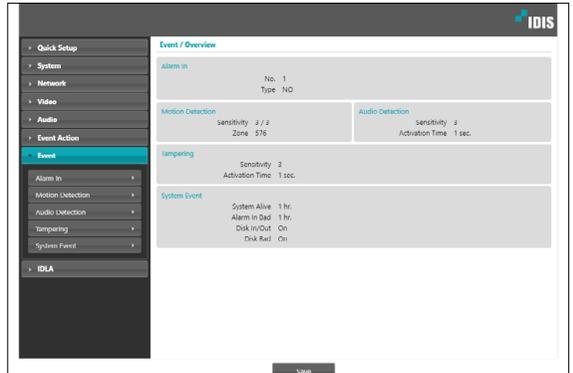 IDIS
Quick Setup
System
Network
Video
Audio
Event Action
Event
Alarm In
Motion Detection
Audio Detection
Tampering
System Event
IDLA
Event / Overview
Alarm In
No. 1
Type NO
Motion Detection
Sensitivity 3 / 3
Zone 576
Audio Detection
Sensitivity 3
Activation Time 1 sec.
Tampering
Sensitivity 3
Activation Time 1 sec.
System Event
System Alive 1 hr.
Alarm In Bad 1 hr.
Disk In/Out On
Disk Bad On
Save